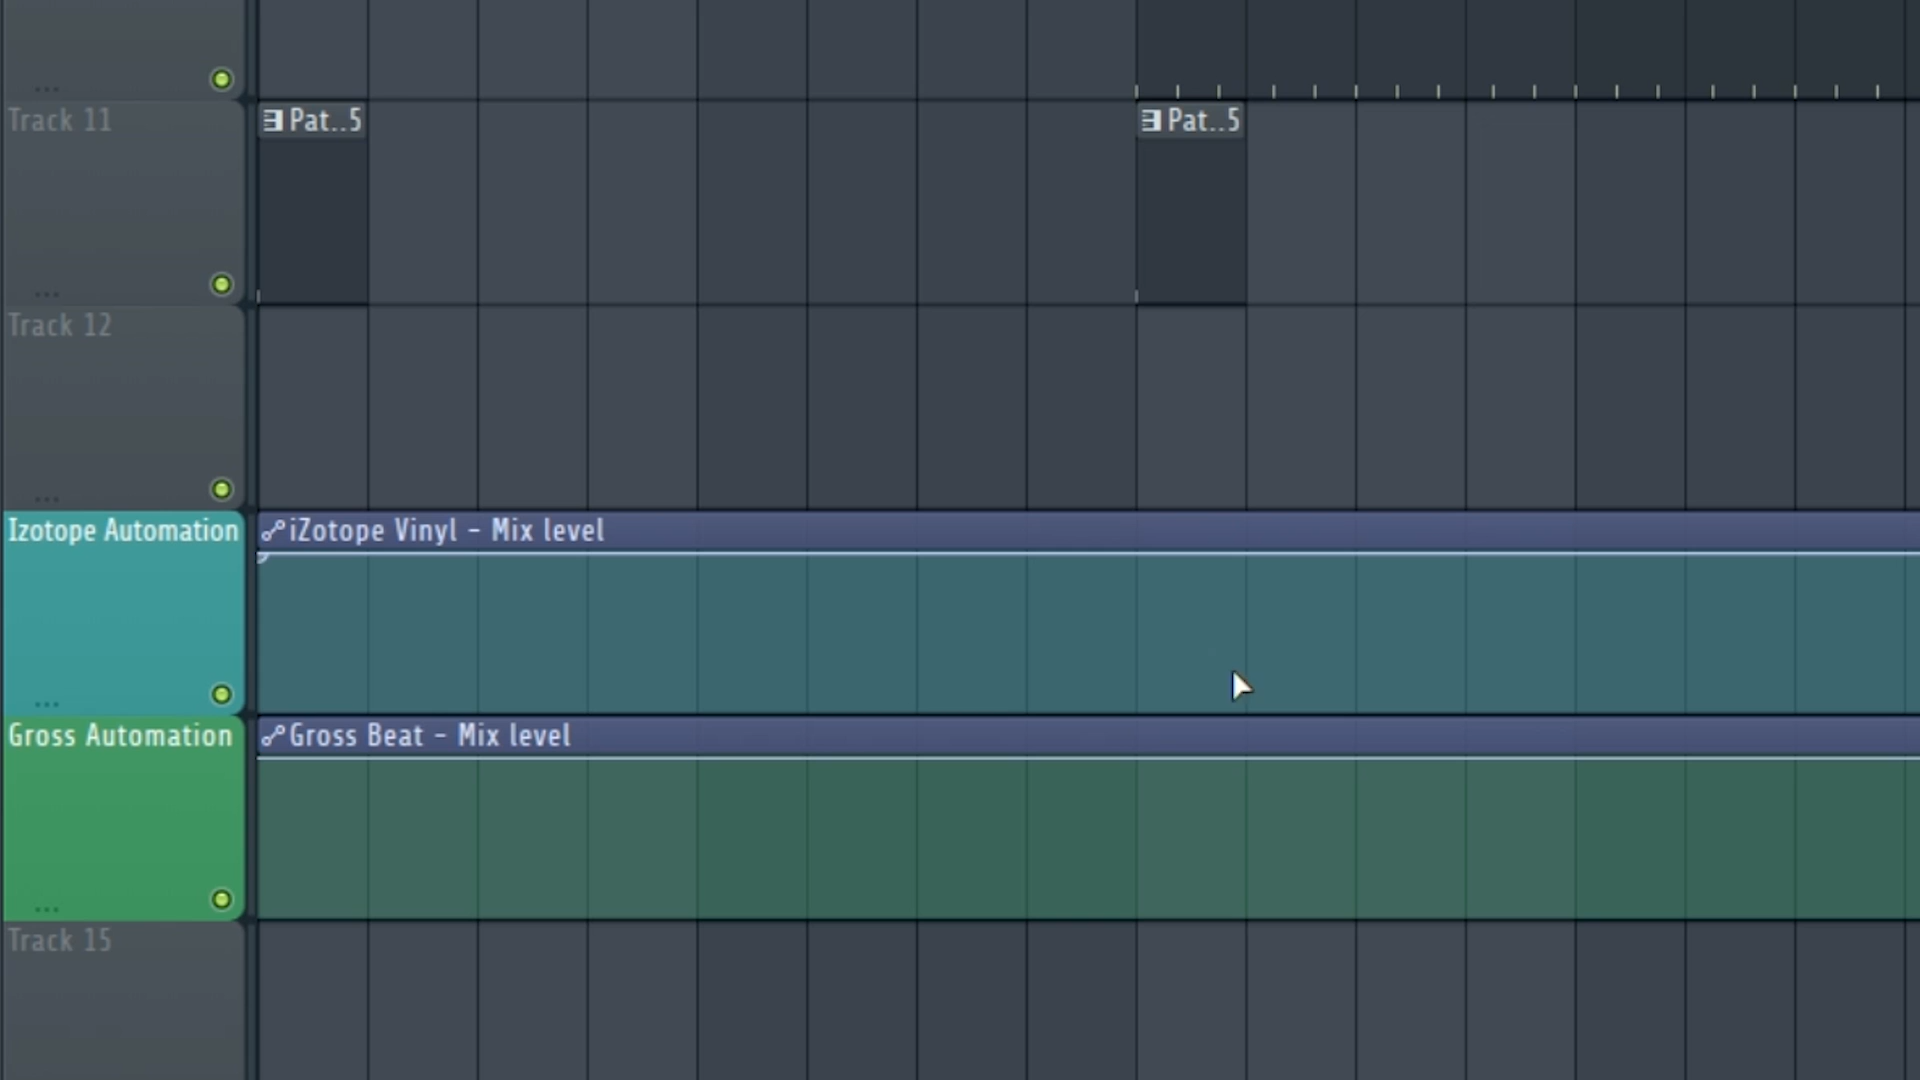 Track 11
Pat..5
Pat..5
Track 12
Izotope Automation
iZotope Vinyl - Mix level
Gross Automation
Gross Beat - Mix level
Track 15